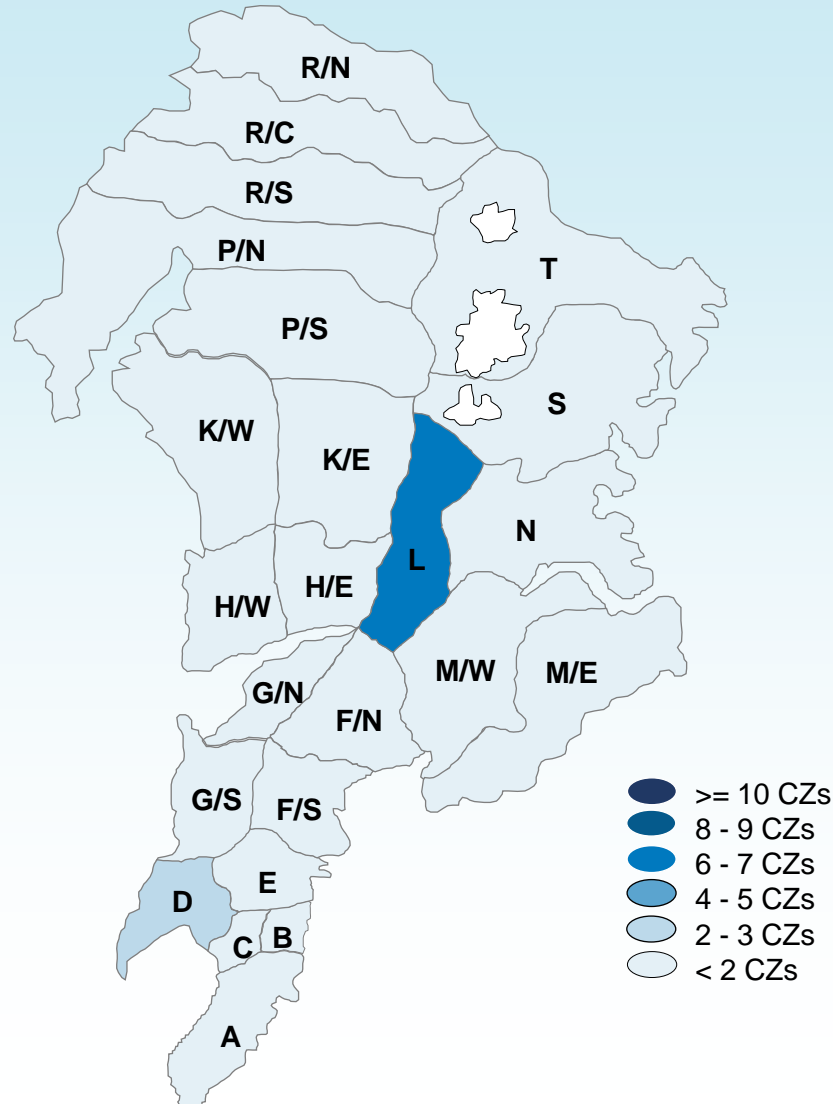 R/N
R/C
R/S
P/N
T
P/S
S
K/W
K/E
N
L
H/E
H/W
M/W
M/E
G/N
F/N
G/S
F/S
E
D
B
C
A
>= 10 CZs
8 - 9 CZs
6 - 7 CZs
4 - 5 CZs
2 - 3 CZs
< 2 CZs